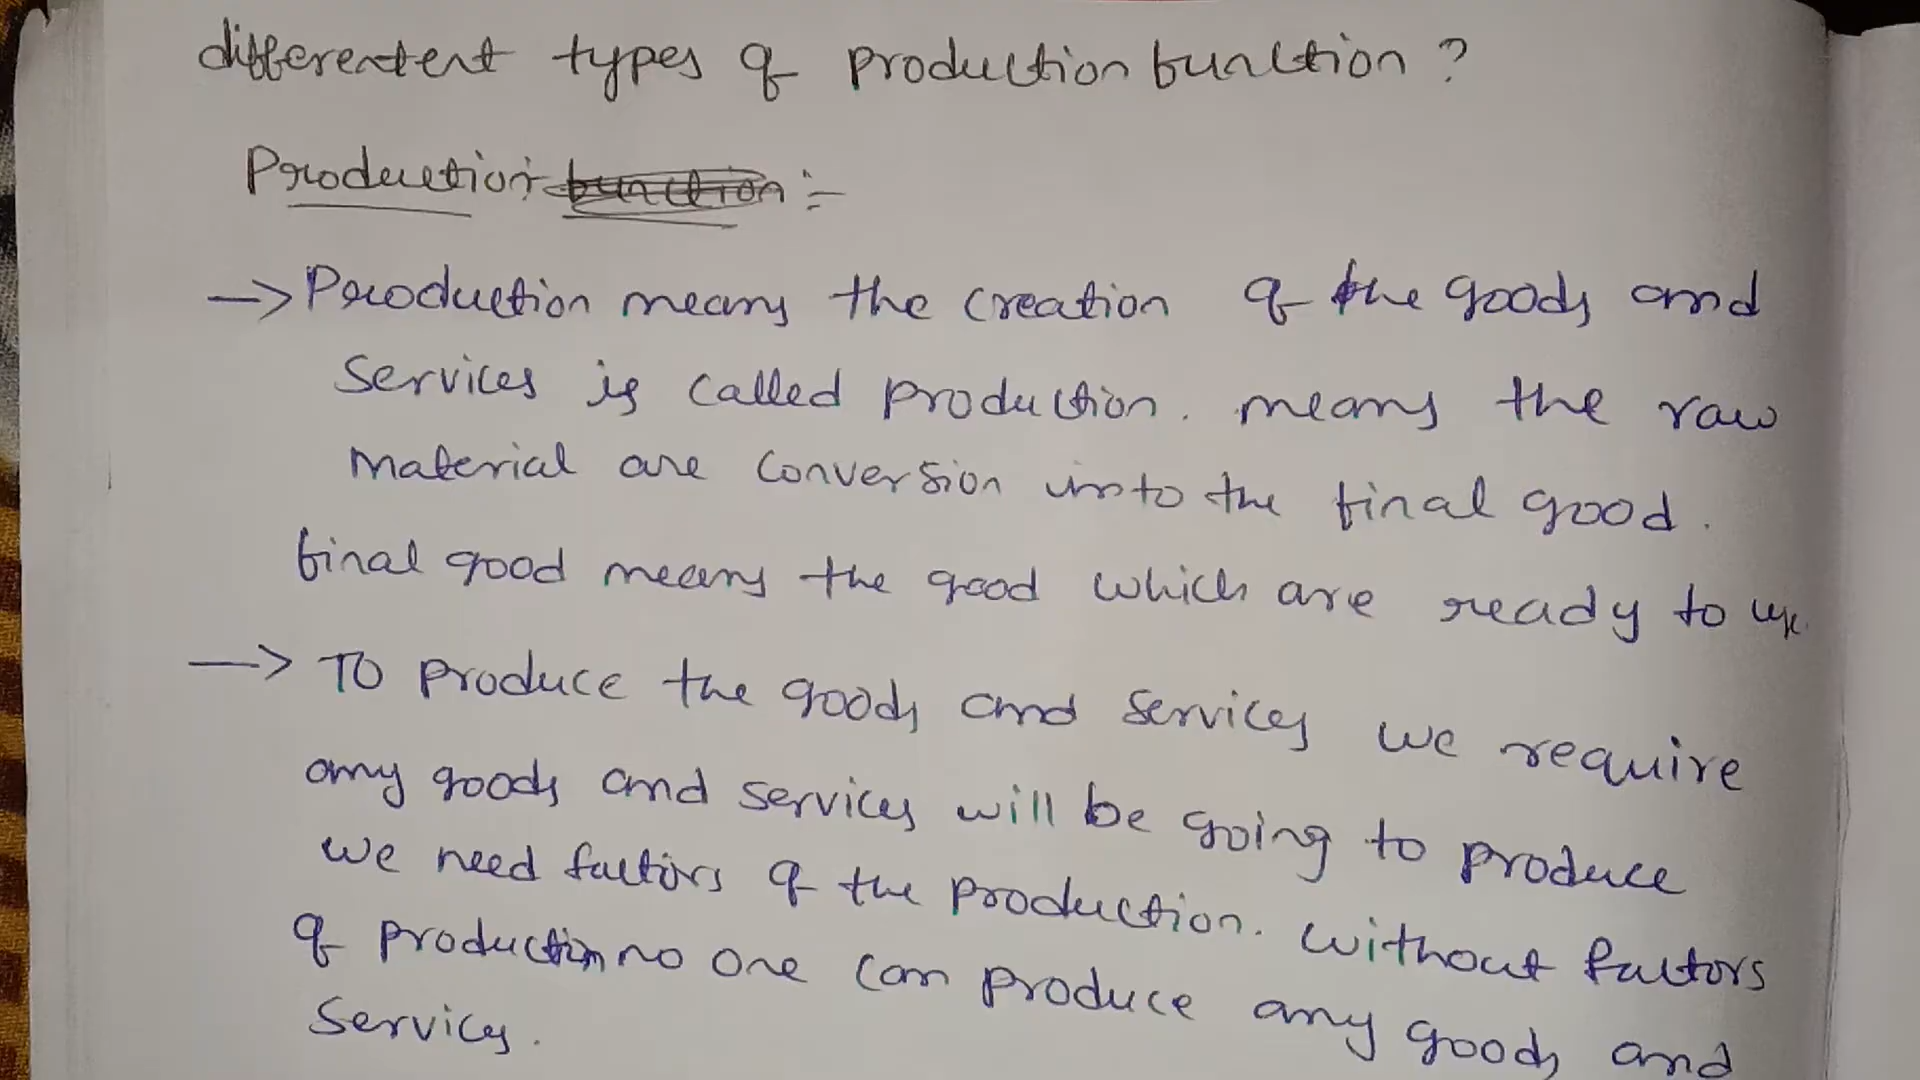 differentent types of production function ?
Production function :-
→ Production means the creation of the goods and
services is called production. means the raw
material are conversion into the final good.
final good means the good which are ready to use.
→ To produce the goods and services we require
any goods and services will be going to produce
we need factors of the production. without factors
of production no one can produce any goods and
services.